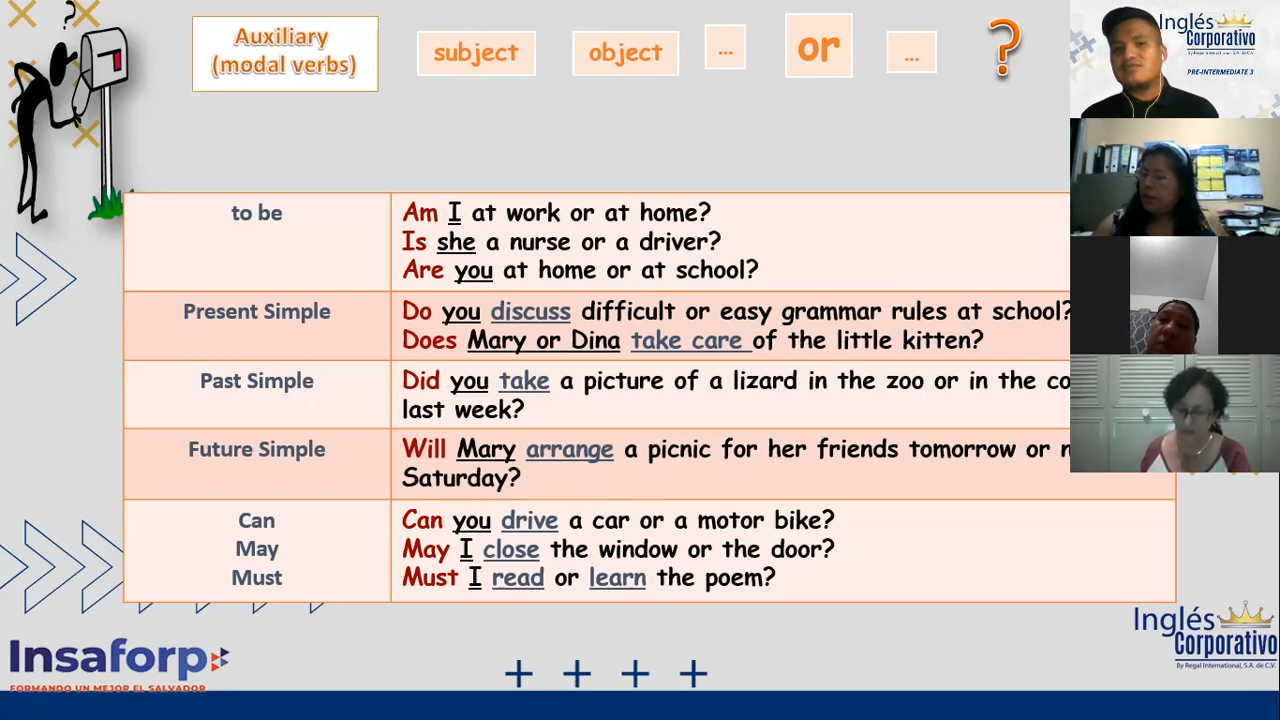 Auxiliary
(modal verbs)
subject
object
...
or
...
?
Inglés
Corporativo
By Regal International, S.A. de C.V.
PRE-INTERMEDIATE 3
to be
Am I at work or at home?
Is she a nurse or a driver?
Are you at home or at school?
Present Simple
Do you discuss difficult or easy grammar rules at school?
Does Mary or Dina take care of the little kitten?
Past Simple
Did you take a picture of a lizard in the zoo or in the
last week?
Future Simple
Will Mary arrange a picnic for her friends tomorrow or
Saturday?
Can
May
Must
Can you drive a car or a motor bike?
May I close the window or the door?
Must I read or learn the poem?
Insaforp
FORMANDO UN MEJOR EL SALVADOR
Inglés
Corporativo
By Regal International, S.A. de C.V.